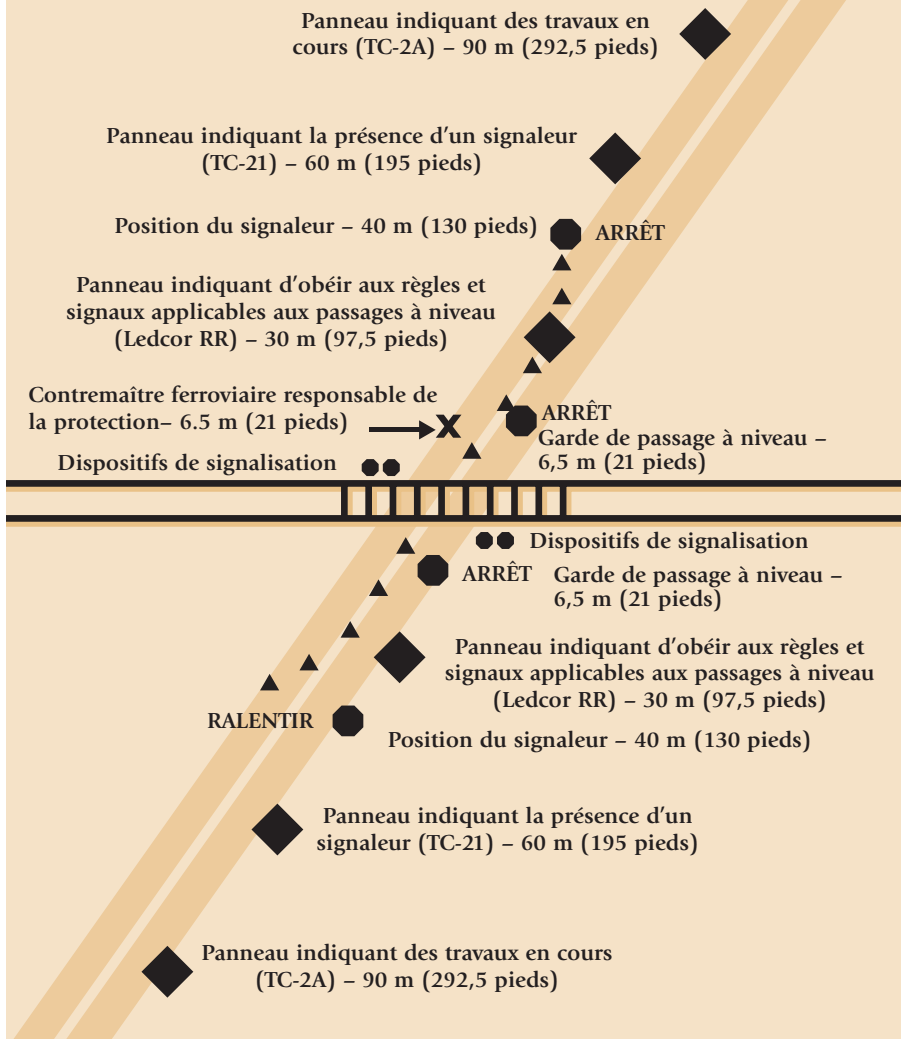 Panneau indiquant des travaux en
cours (TC-2A) – 90 m (292,5 pieds)
Panneau indiquant la présence d’un signaleur
(TC-21) – 60 m (195 pieds)
Position du signaleur – 40 m (130 pieds)
ARRÊT
Panneau indiquant d’obéir aux règles et
signaux applicables aux passages à niveau
(Ledcor RR) – 30 m (97,5 pieds)
Contremaître ferroviaire responsable de
la protection– 6.5 m (21 pieds)
X
ARRÊT
Garde de passage à niveau –
6,5 m (21 pieds)
Dispositifs de signalisation
Dispositifs de signalisation
ARRÊT
Garde de passage à niveau –
6,5 m (21 pieds)
Panneau indiquant d’obéir aux règles et
signaux applicables aux passages à niveau
(Ledcor RR) – 30 m (97,5 pieds)
RALENTIR
Position du signaleur – 40 m (130 pieds)
Panneau indiquant la présence d’un
signaleur (TC-21) – 60 m (195 pieds)
Panneau indiquant des travaux en cours
(TC-2A) – 90 m (292,5 pieds)